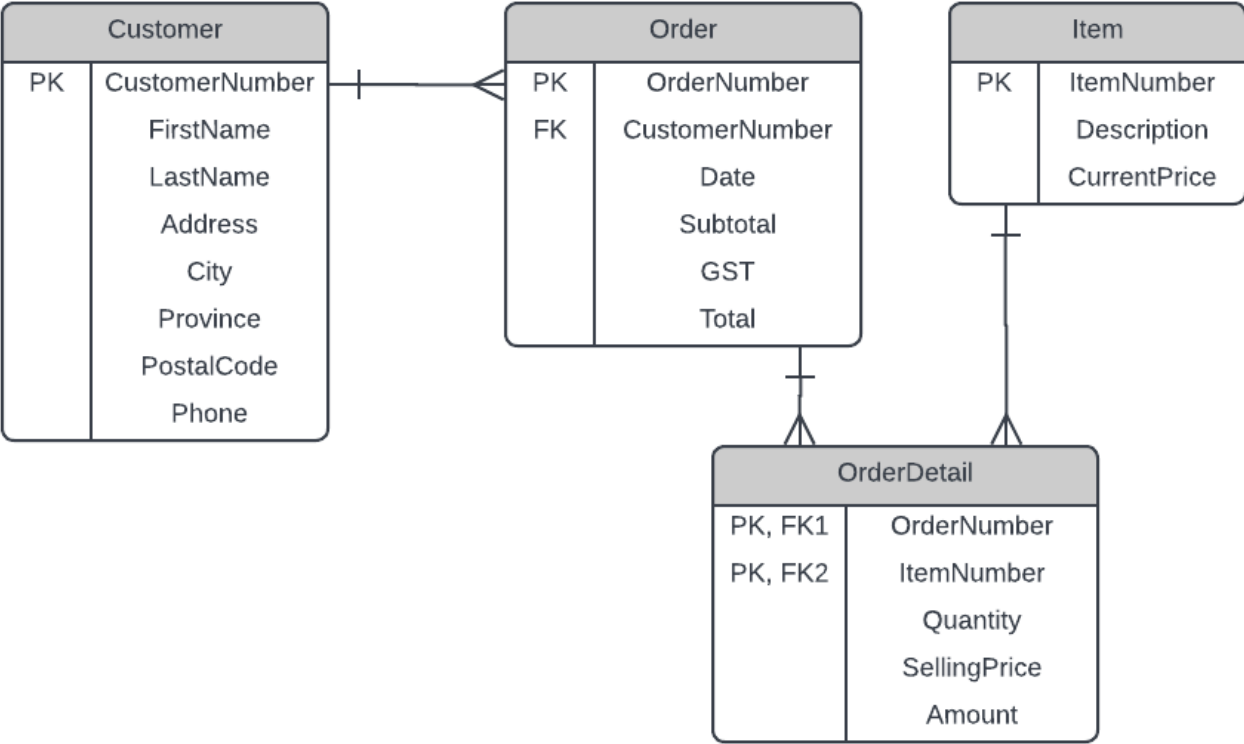 Customer
PK CustomerNumber
FirstName
LastName
Address
City
Province
PostalCode
Phone
Order
PK OrderNumber
FK CustomerNumber
Date
Subtotal
GST
Total
Item
PK ItemNumber
Description
CurrentPrice
OrderDetail
PK, FK1 OrderNumber
PK, FK2 ItemNumber
Quantity
SellingPrice
Amount